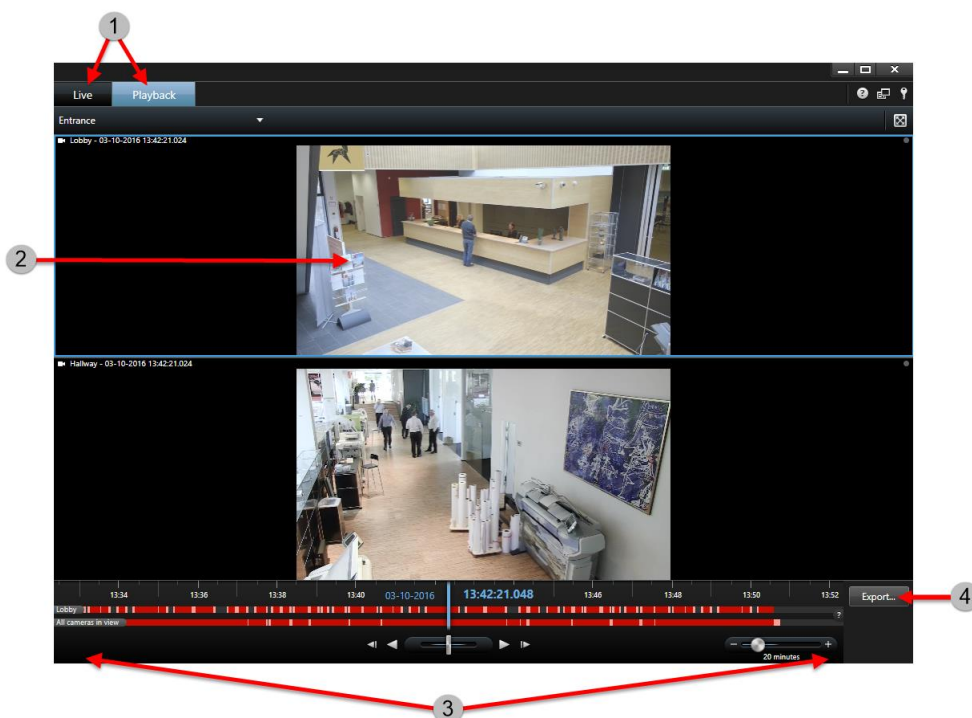 1
Live Playback
Entrance
Lobby - 03-10-2016 13:42:21.024
2
Hallway - 03-10-2016 13:42:21.024
13:34 13:36 13:38 13:40 03-10-2016 13:42:21.048 13:46 13:48 13:50 13:52
Export...
4
Lobby
All cameras in view
20 minutes
3